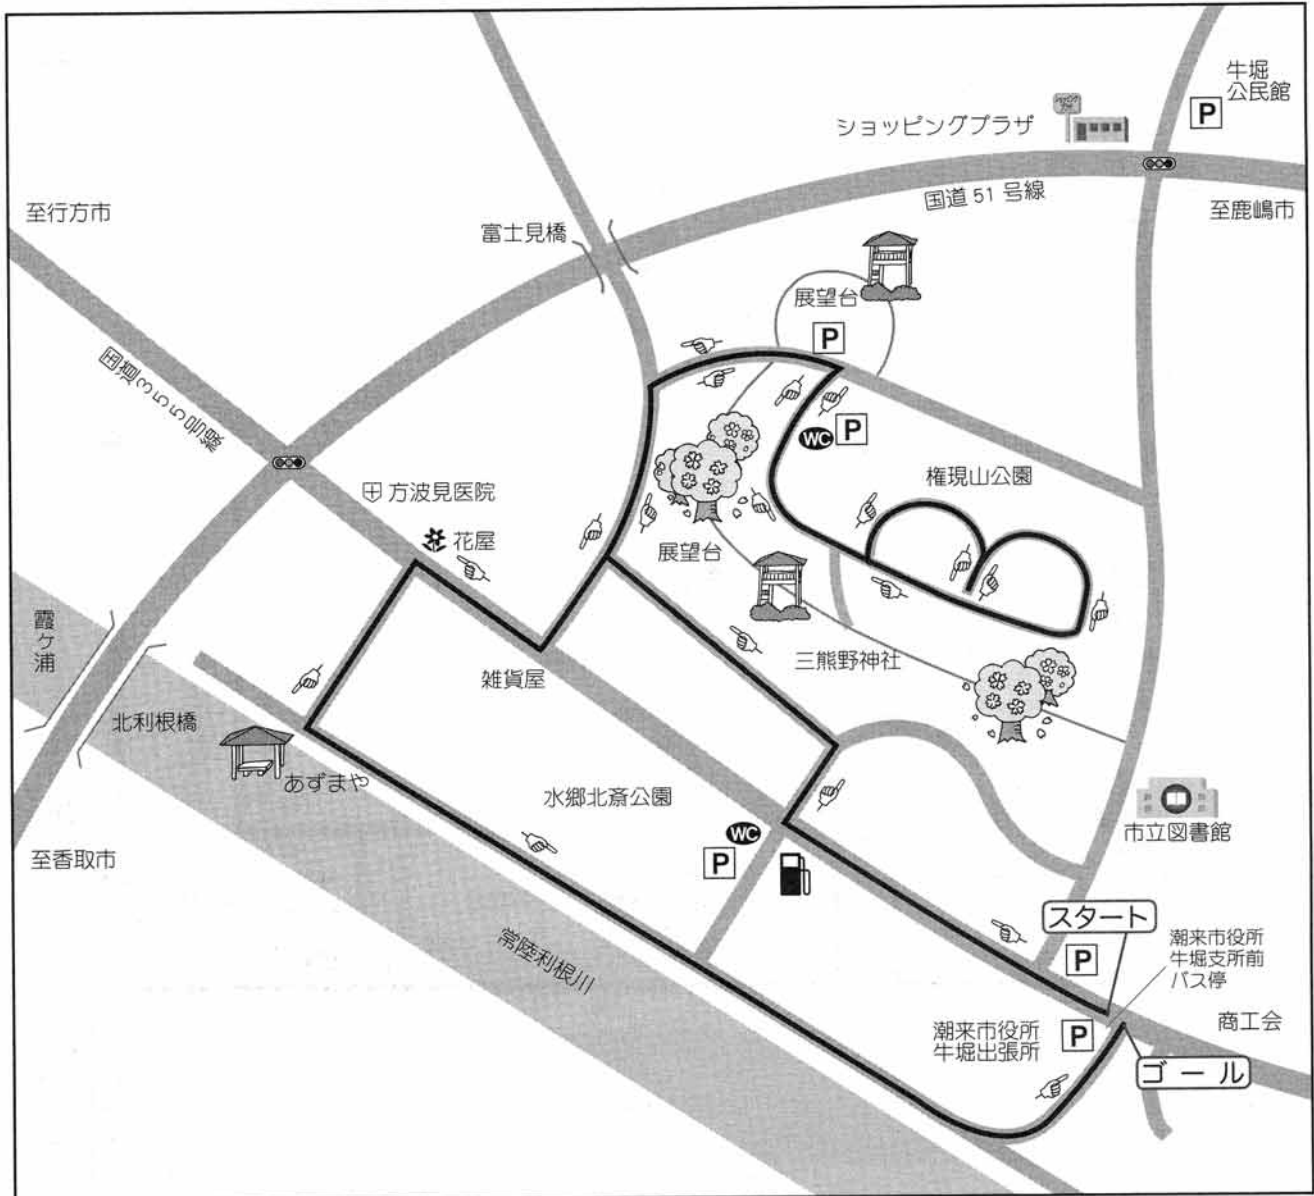 牛堀
公民館
P
ショッピングプラザ
国道51号線
至行方市
至鹿嶋市
富士見橋
展望台
P
国道355号線
WC P
権現山公園
方波見医院
花屋
展望台
霞ヶ浦
三熊野神社
雑貨屋
北利根橋
あずまや
水郷北斎公園
市立図書館
WC
P
至香取市
スタート
常陸利根川
P
潮来市役所
牛堀支所前
バス停
潮来市役所
牛堀出張所
P
商工会
ゴール